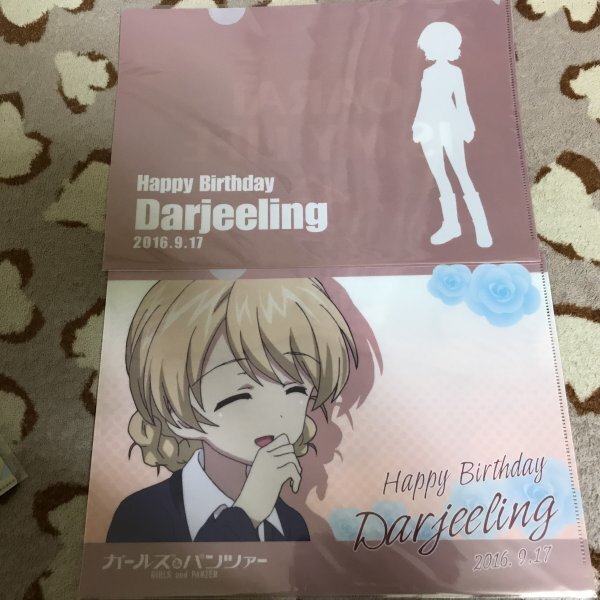 Happy Birthday
Darjeeling
2016.9.17
Happy Birthday
Darjeeling
2016.9.17
ガールズ&パンツァー
GIRLS and PANZER